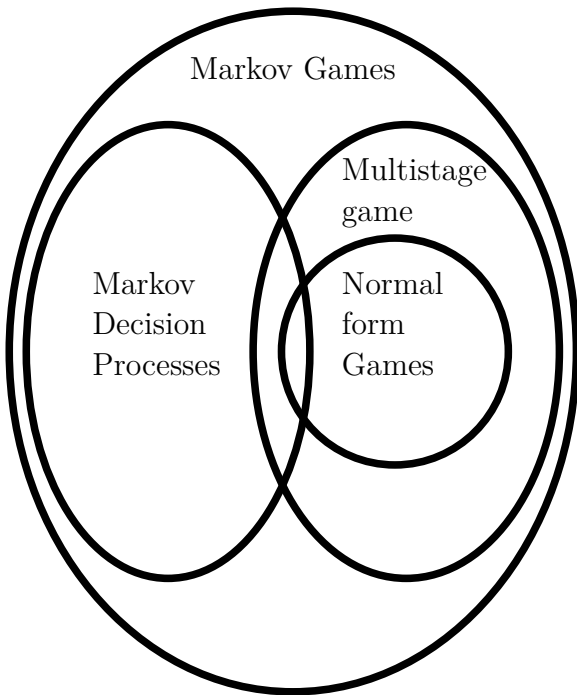 Markov Games
Multistage
game
Markov
Decision
Processes
Normal
form
Games